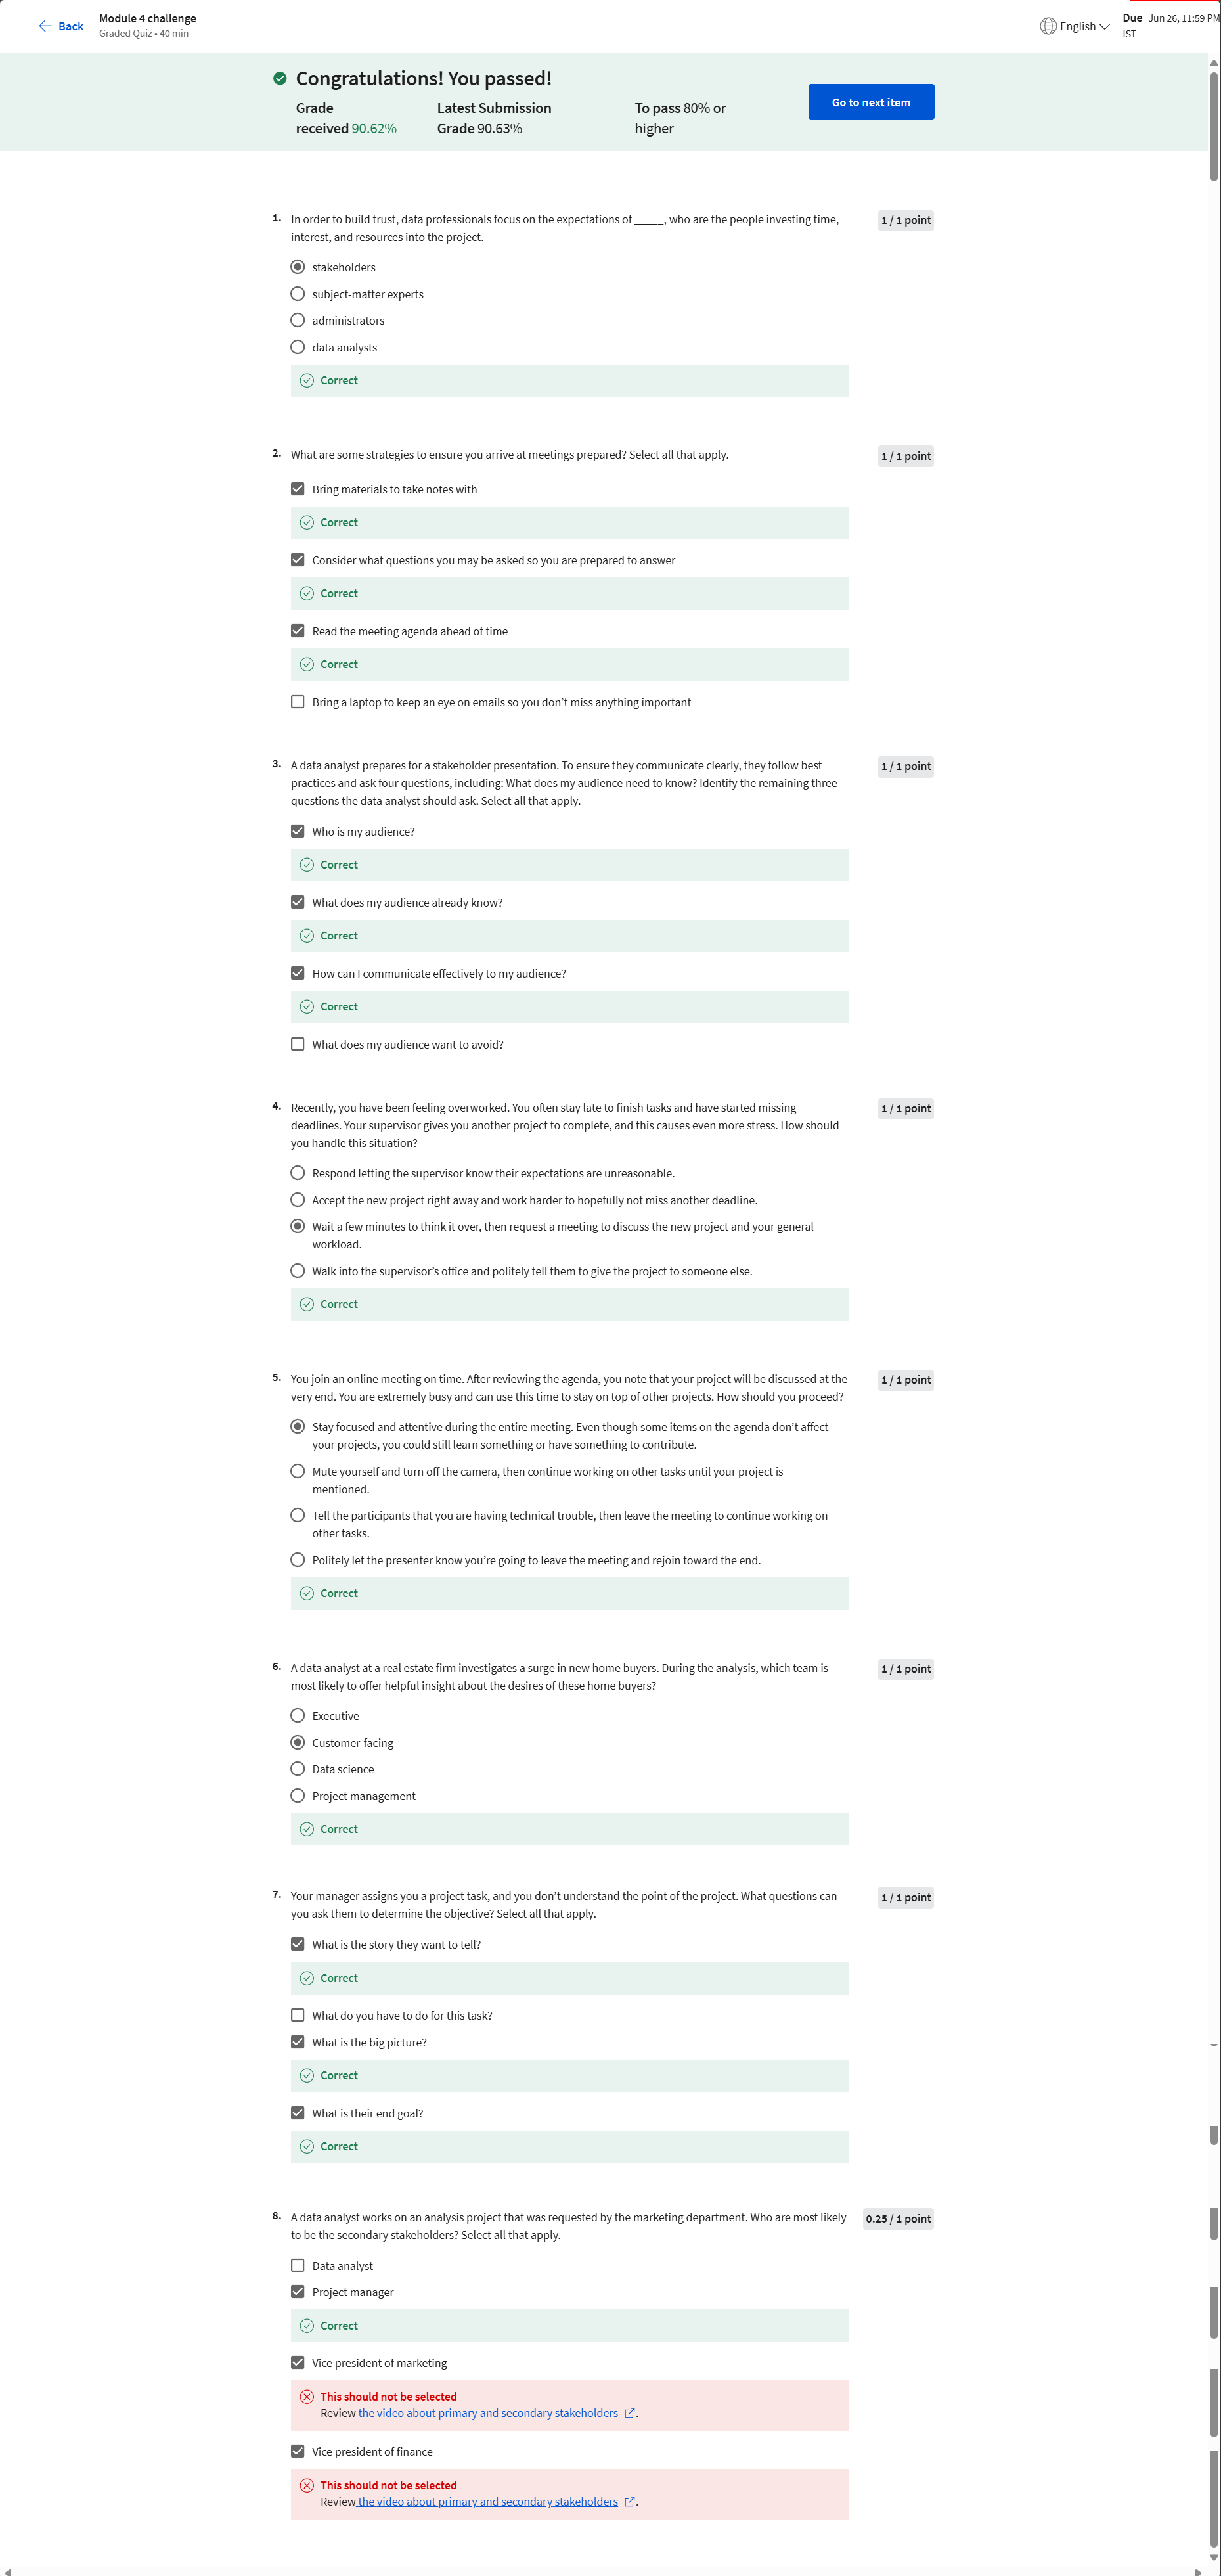 Back
Module 4 challenge
Graded Quiz • 40 min
English
Due Jun 26, 11:59 PM
IST
Congratulations! You passed!
Grade
received 90.62%
Latest Submission
Grade 90.63%
To pass 80% or
higher
Go to next item
1. In order to build trust, data professionals focus on the expectations of _____, who are the people investing time,
interest, and resources into the project.
1 / 1 point
stakeholders
subject-matter experts
administrators
data analysts
Correct
2. What are some strategies to ensure you arrive at meetings prepared? Select all that apply.
1 / 1 point
Bring materials to take notes with
Correct
Consider what questions you may be asked so you are prepared to answer
Correct
Read the meeting agenda ahead of time
Correct
Bring a laptop to keep an eye on emails so you don’t miss anything important
3. A data analyst prepares for a stakeholder presentation. To ensure they communicate clearly, they follow best
practices and ask four questions, including: What does my audience need to know? Identify the remaining three
questions the data analyst should ask. Select all that apply.
1 / 1 point
Who is my audience?
Correct
What does my audience already know?
Correct
How can I communicate effectively to my audience?
Correct
What does my audience want to avoid?
4. Recently, you have been feeling overworked. You often stay late to finish tasks and have started missing
deadlines. Your supervisor gives you another project to complete, and this causes even more stress. How should
you handle this situation?
1 / 1 point
Respond letting the supervisor know their expectations are unreasonable.
Accept the new project right away and work harder to hopefully not miss another deadline.
Wait a few minutes to think it over, then request a meeting to discuss the new project and your general
workload.
Walk into the supervisor’s office and politely tell them to give the project to someone else.
Correct
5. You join an online meeting on time. After reviewing the agenda, you note that your project will be discussed at the
very end. You are extremely busy and can use this time to stay on top of other projects. How should you proceed?
1 / 1 point
Stay focused and attentive during the entire meeting. Even though some items on the agenda don’t affect
your projects, you could still learn something or have something to contribute.
Mute yourself and turn off the camera, then continue working on other tasks until your project is
mentioned.
Tell the participants that you are having technical trouble, then leave the meeting to continue working on
other tasks.
Politely let the presenter know you’re going to leave the meeting and rejoin toward the end.
Correct
6. A data analyst at a real estate firm investigates a surge in new home buyers. During the analysis, which team is
most likely to offer helpful insight about the desires of these home buyers?
1 / 1 point
Executive
Customer-facing
Data science
Project management
Correct
7. Your manager assigns you a project task, and you don’t understand the point of the project. What questions can
you ask them to determine the objective? Select all that apply.
1 / 1 point
What is the story they want to tell?
Correct
What do you have to do for this task?
What is the big picture?
Correct
What is their end goal?
Correct
8. A data analyst works on an analysis project that was requested by the marketing department. Who are most likely
to be the secondary stakeholders? Select all that apply.
0.25 / 1 point
Data analyst
Project manager
Correct
Vice president of marketing
This should not be selected
Review the video about primary and secondary stakeholders .
Vice president of finance
This should not be selected
Review the video about primary and secondary stakeholders .